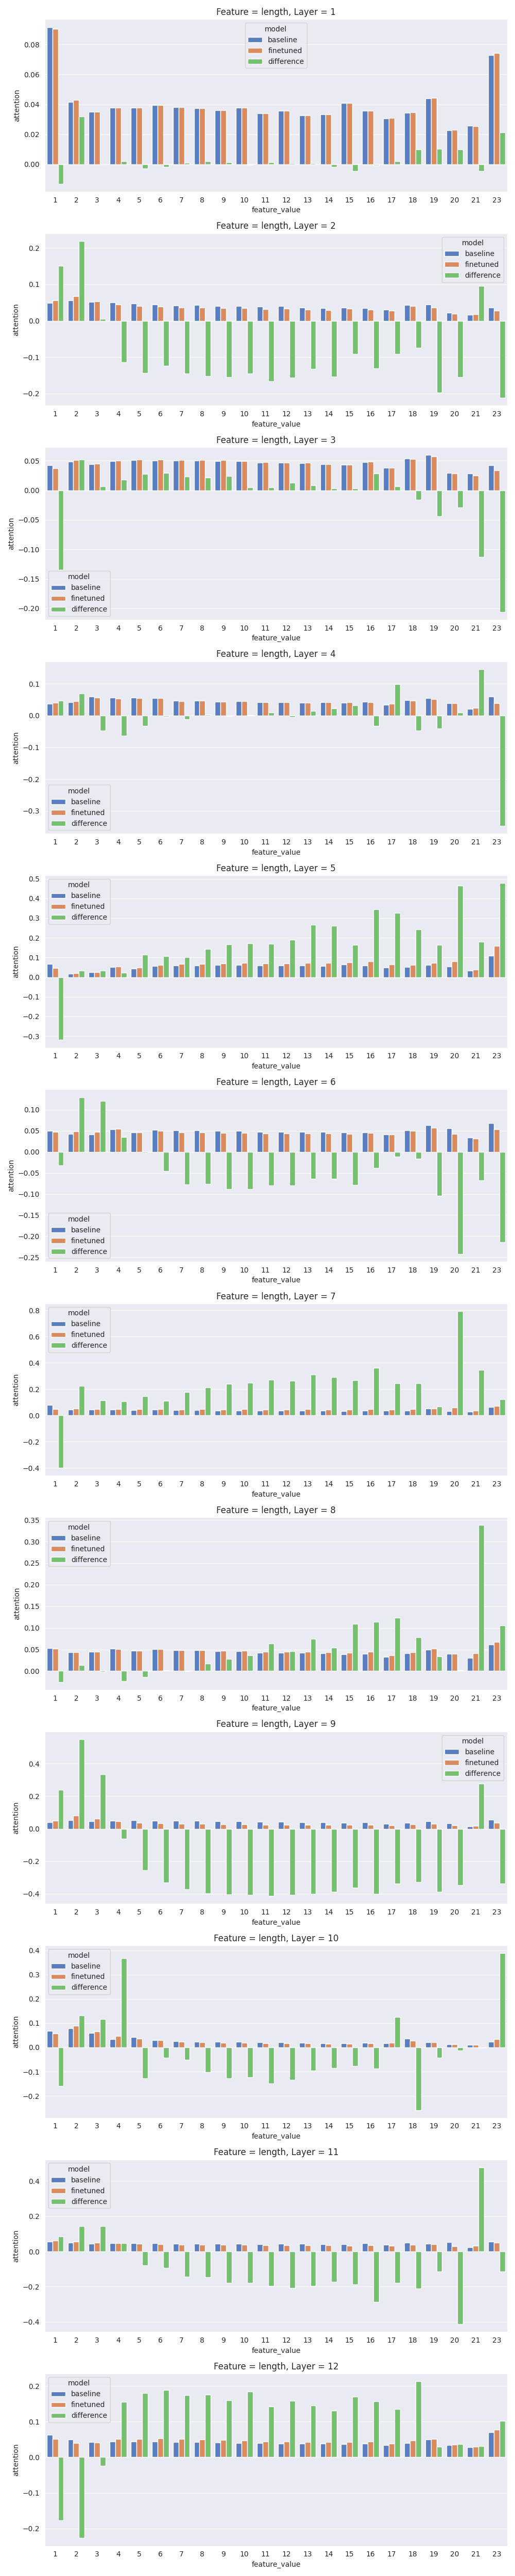 Feature = length, Layer = 1
model
baseline
finetuned
difference
0.08
0.06
0.04
0.02
0.00
attention
1 2 3 4 5 6 7 8 9 10 11 12 13 14 15 16 17 18 19 20 21 23
feature_value
Feature = length, Layer = 2
model
baseline
finetuned
difference
0.2
0.1
0.0
−0.1
−0.2
attention
1 2 3 4 5 6 7 8 9 10 11 12 13 14 15 16 17 18 19 20 21 23
feature_value
Feature = length, Layer = 3
0.05
0.00
−0.05
−0.10
−0.15
−0.20
attention
model
baseline
finetuned
difference
1 2 3 4 5 6 7 8 9 10 11 12 13 14 15 16 17 18 19 20 21 23
feature_value
Feature = length, Layer = 4
0.1
0.0
−0.1
−0.2
−0.3
attention
model
baseline
finetuned
difference
1 2 3 4 5 6 7 8 9 10 11 12 13 14 15 16 17 18 19 20 21 23
feature_value
Feature = length, Layer = 5
model
baseline
finetuned
difference
0.5
0.4
0.3
0.2
0.1
0.0
−0.1
−0.2
−0.3
attention
1 2 3 4 5 6 7 8 9 10 11 12 13 14 15 16 17 18 19 20 21 23
feature_value
Feature = length, Layer = 6
0.10
0.05
0.00
−0.05
−0.10
−0.15
−0.20
−0.25
attention
model
baseline
finetuned
difference
1 2 3 4 5 6 7 8 9 10 11 12 13 14 15 16 17 18 19 20 21 23
feature_value
Feature = length, Layer = 7
model
baseline
finetuned
difference
0.8
0.6
0.4
0.2
0.0
−0.2
−0.4
attention
1 2 3 4 5 6 7 8 9 10 11 12 13 14 15 16 17 18 19 20 21 23
feature_value
Feature = length, Layer = 8
model
baseline
finetuned
difference
0.35
0.30
0.25
0.20
0.15
0.10
0.05
0.00
attention
1 2 3 4 5 6 7 8 9 10 11 12 13 14 15 16 17 18 19 20 21 23
feature_value
Feature = length, Layer = 9
model
baseline
finetuned
difference
0.4
0.2
0.0
−0.2
−0.4
attention
1 2 3 4 5 6 7 8 9 10 11 12 13 14 15 16 17 18 19 20 21 23
feature_value
Feature = length, Layer = 10
model
baseline
finetuned
difference
0.4
0.3
0.2
0.1
0.0
−0.1
−0.2
attention
1 2 3 4 5 6 7 8 9 10 11 12 13 14 15 16 17 18 19 20 21 23
feature_value
Feature = length, Layer = 11
model
baseline
finetuned
difference
0.4
0.2
0.0
−0.2
−0.4
attention
1 2 3 4 5 6 7 8 9 10 11 12 13 14 15 16 17 18 19 20 21 23
feature_value
Feature = length, Layer = 12
model
baseline
finetuned
difference
0.2
0.1
0.0
−0.1
−0.2
attention
1 2 3 4 5 6 7 8 9 10 11 12 13 14 15 16 17 18 19 20 21 23
feature_value